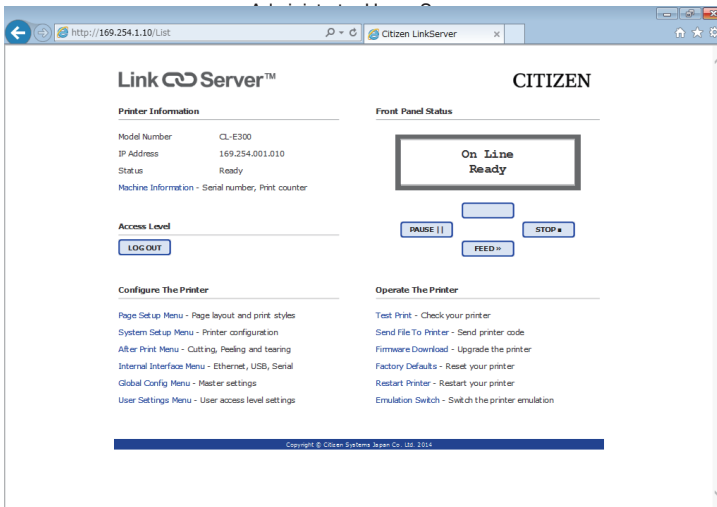 http://169.254.1.10/List
Citizen LinkServer
Link Server™
CITIZEN
Printer Information
Model Number CL-E300
IP Address 169.254.001.010
Status Ready
Machine Information - Serial number, Print counter
Access Level
LOG OUT
Front Panel Status
On Line
Ready
PAUSE ||
STOP ■
FEED »
Configure The Printer
Page Setup Menu - Page layout and print styles
System Setup Menu - Printer configuration
After Print Menu - Cutting, Peeling and tearing
Internal Interface Menu - Ethernet, USB, Serial
Global Config Menu - Master settings
User Settings Menu - User access level settings
Operate The Printer
Test Print - Check your printer
Send File To Printer - Send printer code
Firmware Download - Upgrade the printer
Factory Defaults - Reset your printer
Restart Printer - Restart your printer
Emulation Switch - Switch the printer emulation
Copyright © Citizen Systems Japan Co. Ltd. 2014